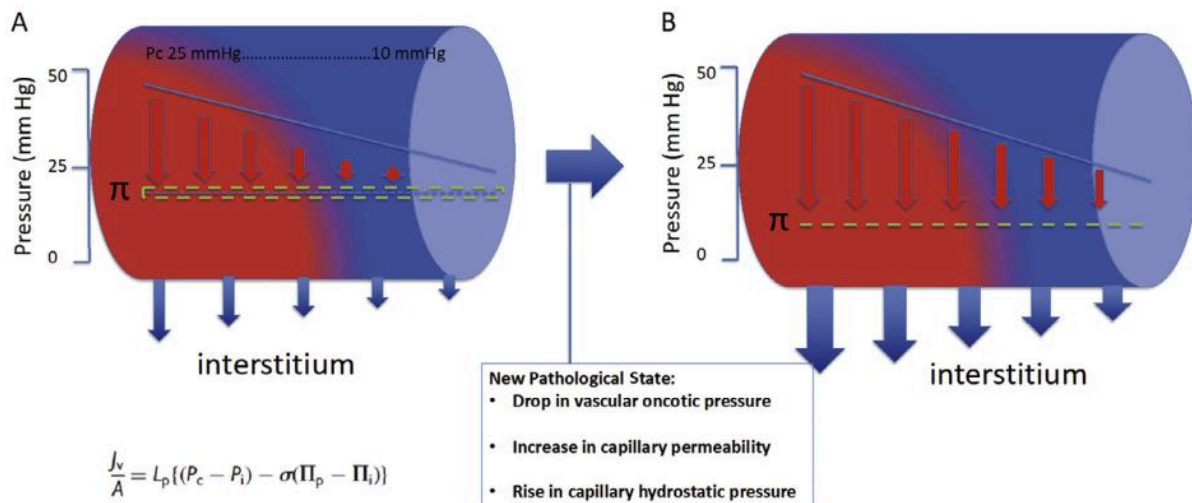 A
B
Pc 25 mmHg..............................10 mmHg
50
25
0
Pressure (mm Hg)
π
interstitium
50
25
0
Pressure (mm Hg)
π
interstitium
New Pathological State:
• Drop in vascular oncotic pressure
• Increase in capillary permeability
• Rise in capillary hydrostatic pressure
Jv/A = Lp{(Pc − Pi) − σ(Πp − Πi)}